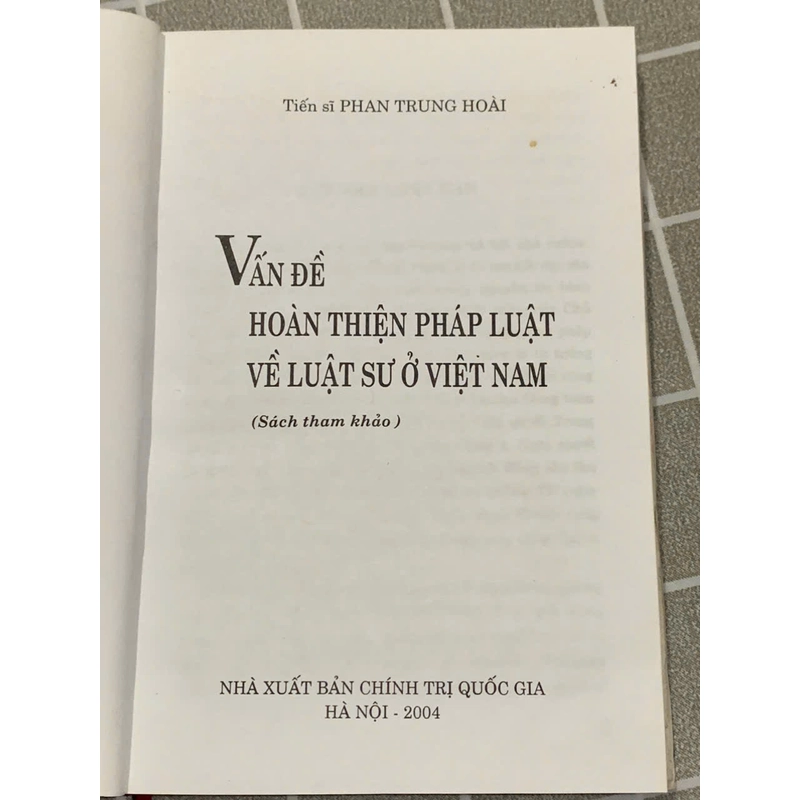 Tiến sĩ PHAN TRUNG HOÀI
VẤN ĐỀ
HOÀN THIỆN PHÁP LUẬT
VỀ LUẬT SƯ Ở VIỆT NAM
(Sách tham khảo)
NHÀ XUẤT BẢN CHÍNH TRỊ QUỐC GIA
HÀ NỘI - 2004